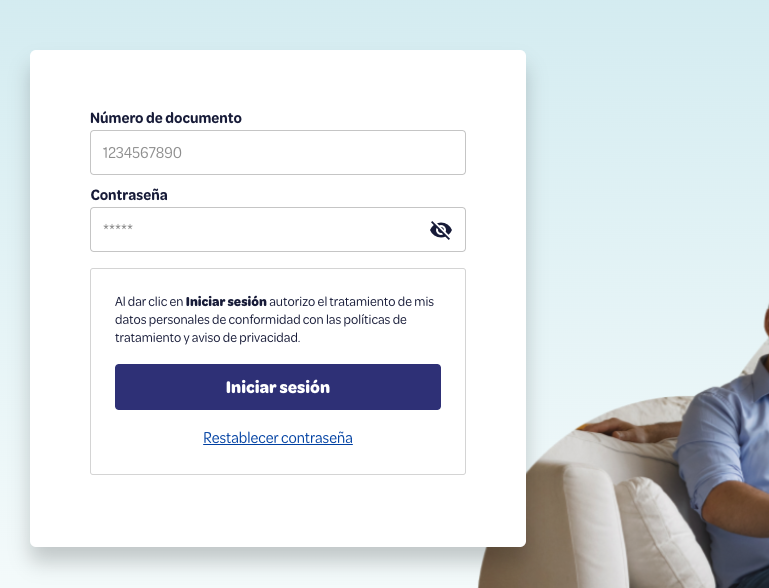 Número de documento
1234567890
Contraseña
*****
Al dar clic en Iniciar sesión autorizo el tratamiento de mis
datos personales de conformidad con las políticas de
tratamiento y aviso de privacidad.
Iniciar sesión
Restablecer contraseña